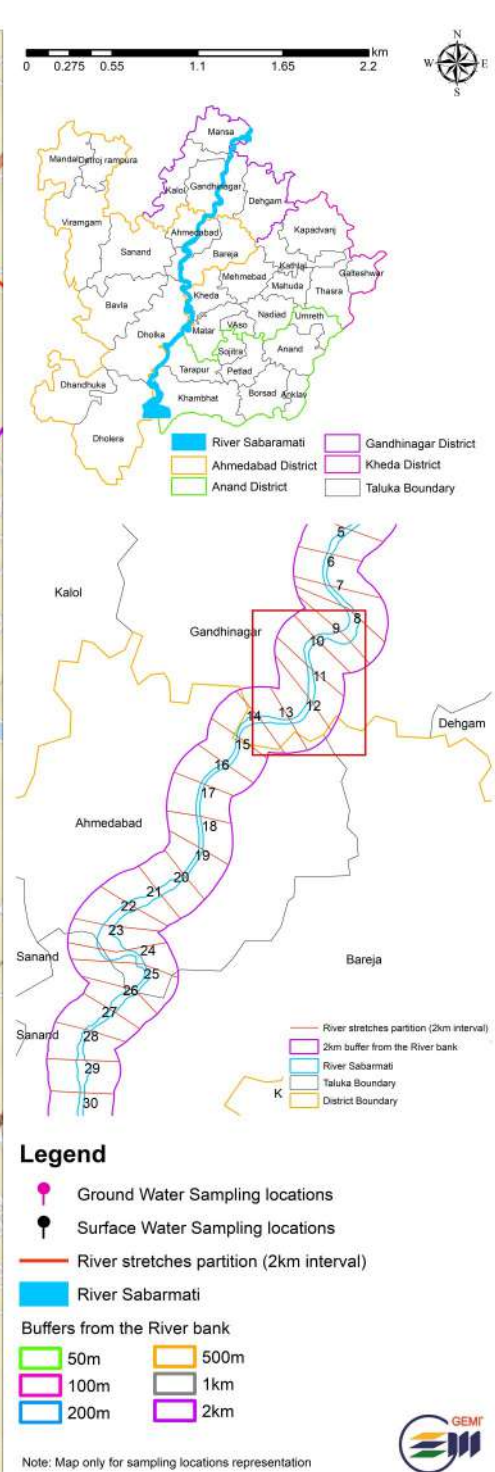 N
W E
S
km
0 0.275 0.55 1.1 1.65 2.2
Mansa
Mandal Detroj rampura
Kalol Gandhinagar
Dehgam
Viramgam
Ahmedabad
Kapadvanj
Sanand
Bareja
Kathlal
Galteshwar
Mehmebad
Mahuda
Thasra
Bavla
Kheda
Nadiad Umreth
Dholka
Matar
VAso
Sojitra
Anand
Tarapur
Petlad
Dhandhuka
Khambhat
Borsad
Anklav
Dholera
River Sabaramati
Gandhinagar District
Ahmedabad District
Kheda District
Anand District
Taluka Boundary
5
6
7
Kalol
8
Gandhinagar
9
10
11
12
13
14
Dehgam
15
16
17
Ahmedabad
18
19
20
21
22
23
24
Sanand
Bareja
25
26
27
Sanand
28
29
30
K
River stretches partition (2km interval)
2km buffer from the River bank
River Sabarmati
Taluka Boundary
District Boundary
Legend
Ground Water Sampling locations
Surface Water Sampling locations
River stretches partition (2km interval)
River Sabarmati
Buffers from the River bank
50m 500m
100m 1km
200m 2km
GEMI
Note: Map only for sampling locations representation